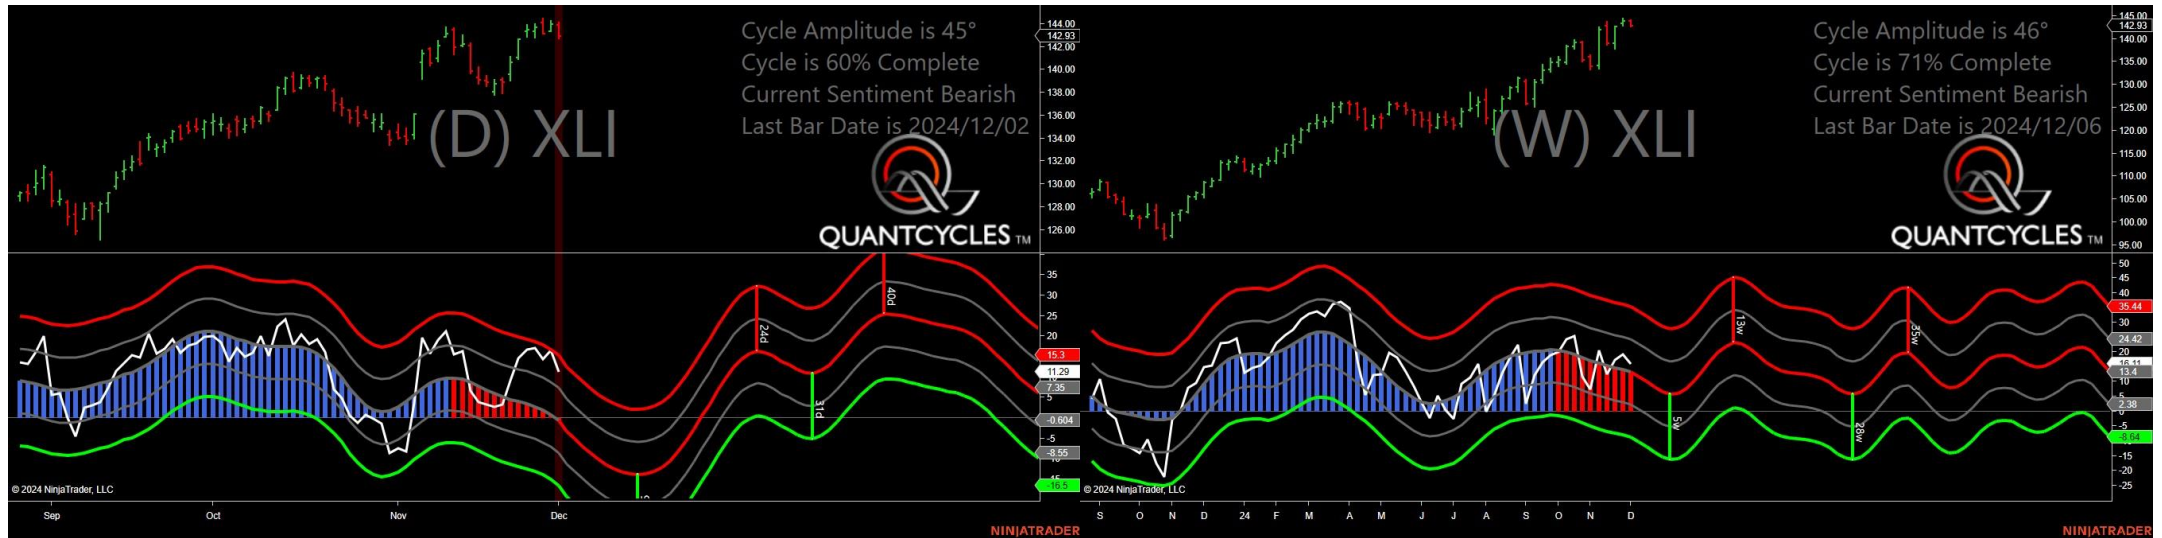 Cycle Amplitude is 45°
Cycle is 60% Complete
Current Sentiment Bearish
Last Bar Date is 2024/12/02
(D) XLI
QUANTCYCLES TM
144.00
142.93
142.00
140.00
138.00
136.00
134.00
132.00
130.00
128.00
126.00
35
30
25
20
15.3
11.29
7.35
5
-0.604
-5
-8.55
-16.5
24d
31d
40d
© 2024 NinjaTrader, LLC
Sep
Oct
Nov
Dec
NINJATRADER
Cycle Amplitude is 46°
Cycle is 71% Complete
Current Sentiment Bearish
Last Bar Date is 2024/12/06
(W) XLI
QUANTCYCLES TM
145.00
142.93
140.00
135.00
130.00
125.00
120.00
115.00
110.00
105.00
100.00
95.00
50
45
40
35.44
30
24.42
20
16.11
13.4
10
5
2.38
-5
-8.64
-15
-20
-25
13w
35w
5w
28w
© 2024 NinjaTrader, LLC
S
O
N
D
24
F
M
A
M
J
J
A
S
O
N
D
NINJATRADER